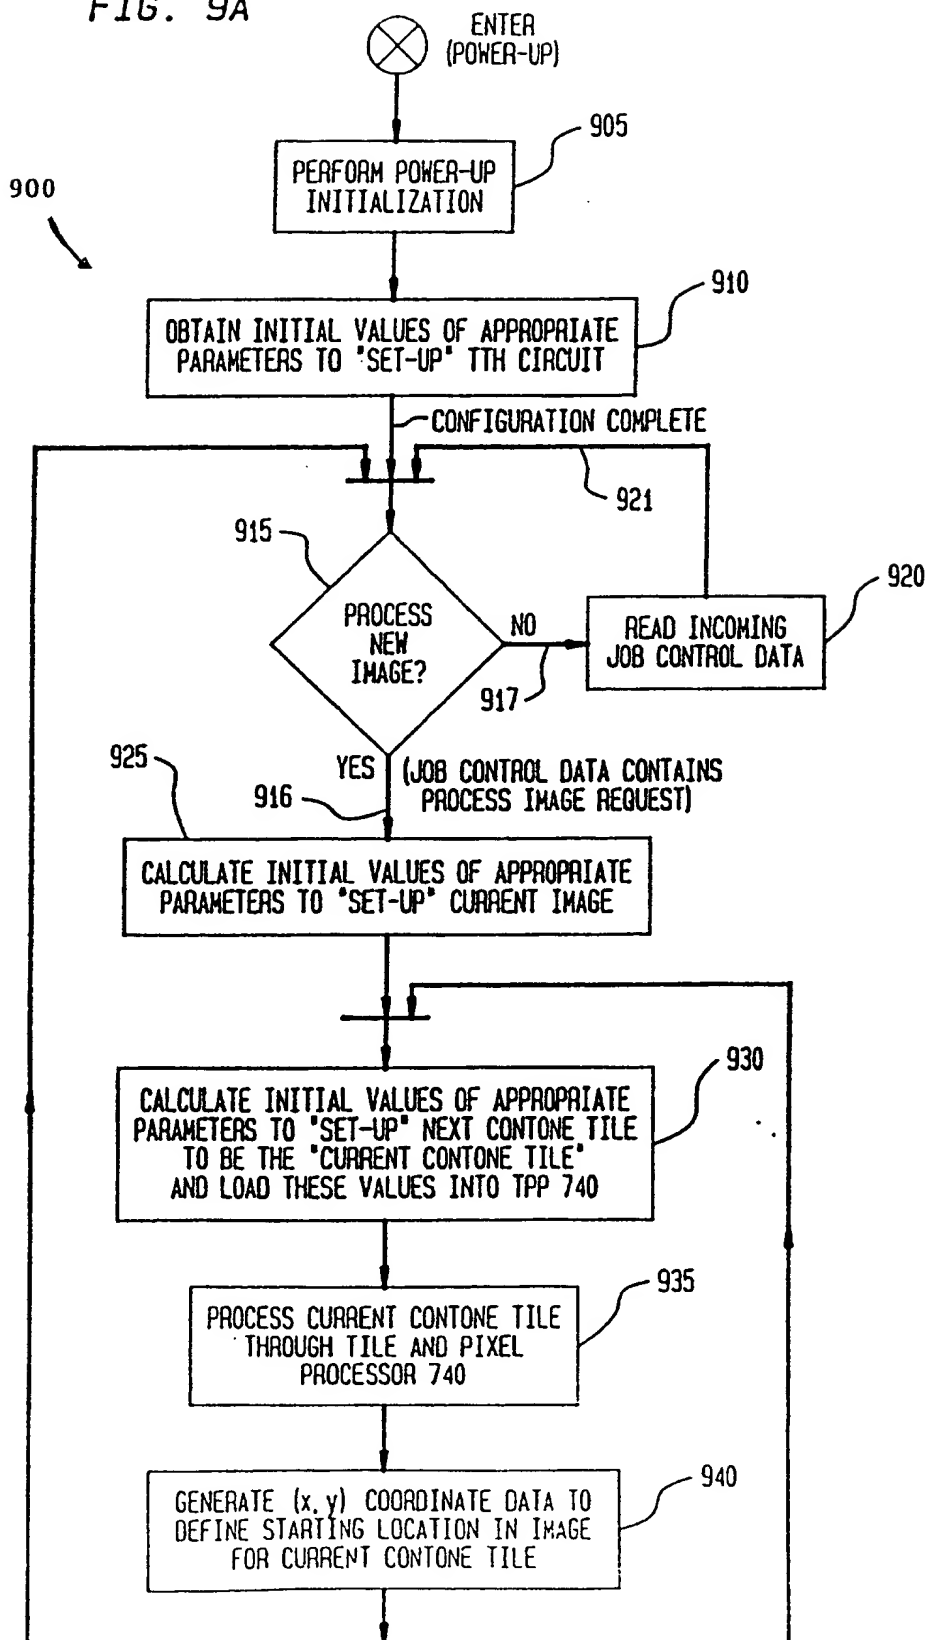 FIG. 9A
ENTER
(POWER-UP)
905
PERFORM POWER-UP
INITIALIZATION
900
910
OBTAIN INITIAL VALUES OF APPROPRIATE
PARAMETERS TO "SET-UP" TTH CIRCUIT
CONFIGURATION COMPLETE
921
915
920
PROCESS
NEW
IMAGE?
NO
917
READ INCOMING
JOB CONTROL DATA
925
YES
(JOB CONTROL DATA CONTAINS
PROCESS IMAGE REQUEST)
916
CALCULATE INITIAL VALUES OF APPROPRIATE
PARAMETERS TO "SET-UP" CURRENT IMAGE
930
CALCULATE INITIAL VALUES OF APPROPRIATE
PARAMETERS TO "SET-UP" NEXT CONTONE TILE
TO BE THE "CURRENT CONTONE TILE"
AND LOAD THESE VALUES INTO TPP 740
935
PROCESS CURRENT CONTONE TILE
THROUGH TILE AND PIXEL
PROCESSOR 740
940
GENERATE (x, y) COORDINATE DATA TO
DEFINE STARTING LOCATION IN IMAGE
FOR CURRENT CONTONE TILE